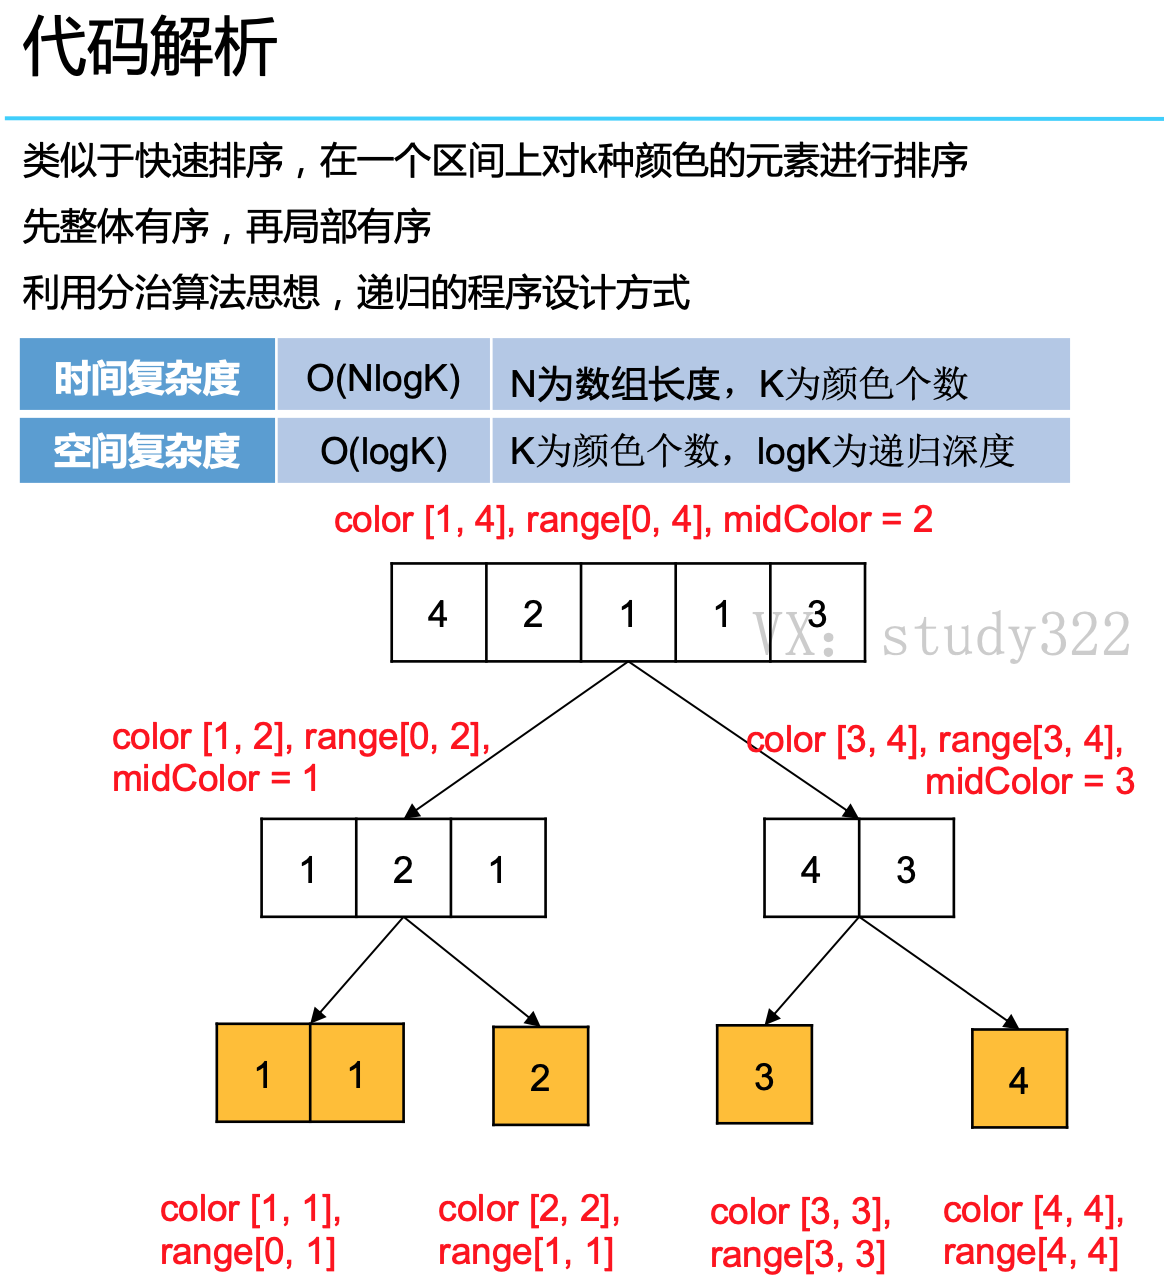 代码解析
类似于快速排序，在一个区间上对k种颜色的元素进行排序
先整体有序，再局部有序
利用分治算法思想，递归的程序设计方式
时间复杂度 O(NlogK) N为数组长度，K为颜色个数
空间复杂度 O(logK) K为颜色个数，logK为递归深度
color [1, 4], range[0, 4], midColor = 2
4 2 1 1 3
VX: study322
color [1, 2], range[0, 2],
midColor = 1
color [3, 4], range[3, 4],
midColor = 3
1 2 1
4 3
1 1
2
3
4
color [1, 1],
range[0, 1]
color [2, 2],
range[1, 1]
color [3, 3],
range[3, 3]
color [4, 4],
range[4, 4]